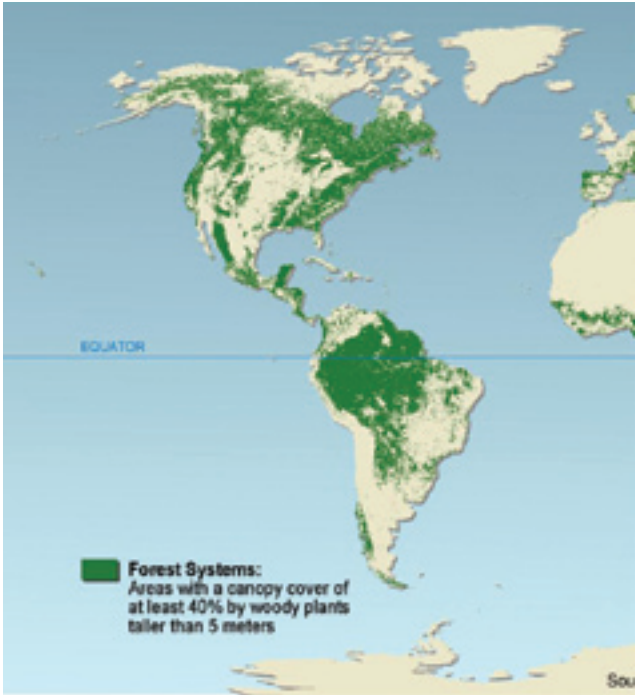 EQUATOR
Forest Systems:
Areas with a canopy cover of
at least 40% by woody plants
taller than 5 meters
Sou